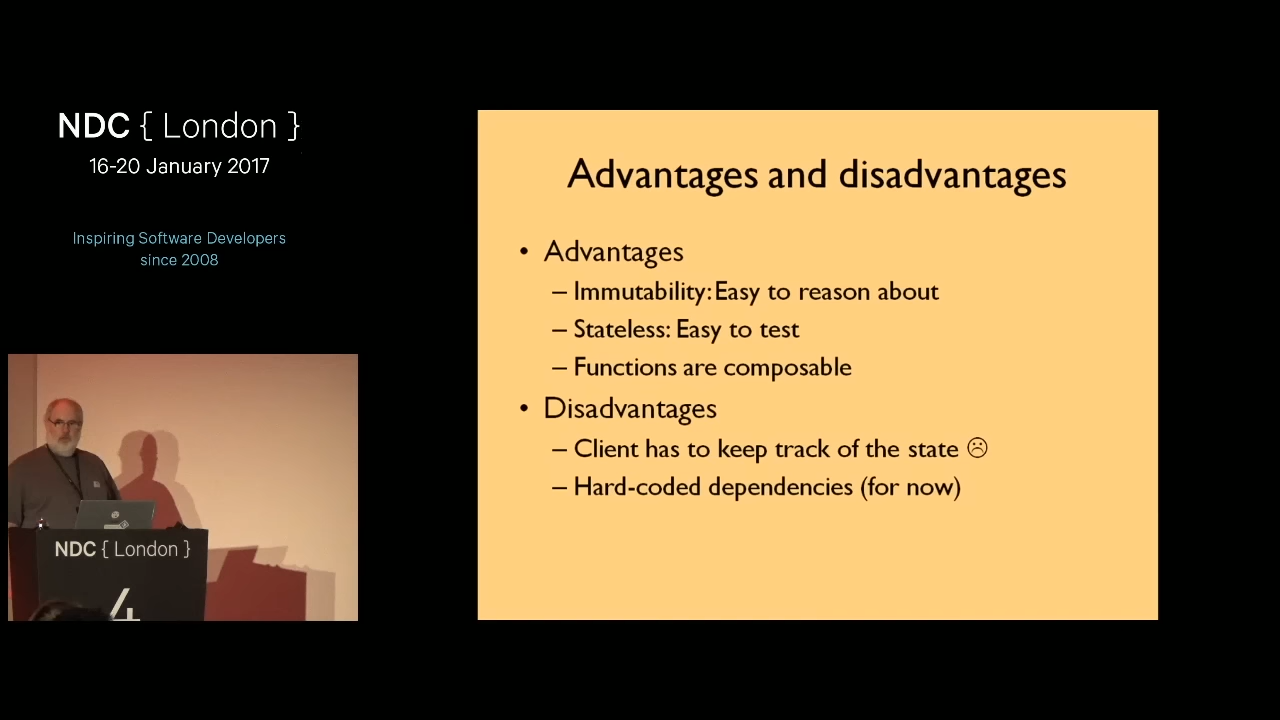 NDC { London }
16-20 January 2017
Inspiring Software Developers
since 2008
Advantages and disadvantages
• Advantages
– Immutability: Easy to reason about
– Stateless: Easy to test
– Functions are composable
• Disadvantages
– Client has to keep track of the state ☹
– Hard-coded dependencies (for now)
NDC { London }
4